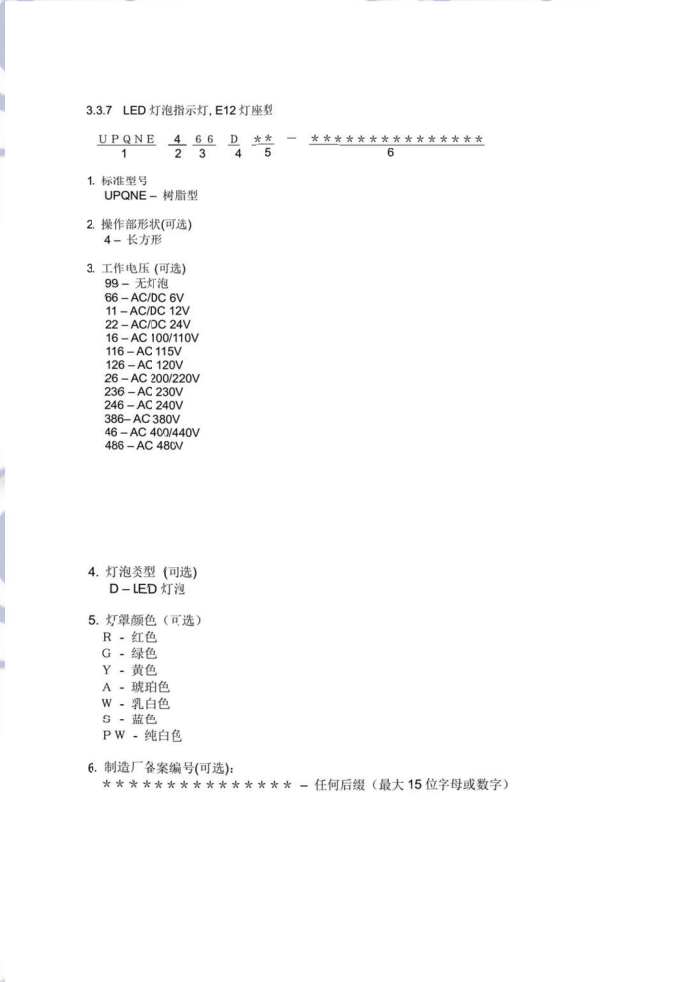 3.3.7 LED 灯泡指示灯, E12 灯座型
UPQNE 4 66 D ** - ***************
1 2 3 4 5 6
1. 标准型号
UPQNE – 树脂型
2. 操作部形状(可选)
4 – 长方形
3. 工作电压 (可选)
99 – 无灯泡
66 – AC/DC 6V
11 – AC/DC 12V
22 – AC/DC 24V
16 – AC 100/110V
116 – AC 115V
126 – AC 120V
26 – AC 200/220V
236 – AC 230V
246 – AC 240V
386– AC 380V
46 – AC 400/440V
486 – AC 480V
4. 灯泡类型 (可选)
D – LED 灯泡
5. 灯罩颜色（可选）
R - 红色
G - 绿色
Y - 黄色
A - 琥珀色
W - 乳白色
S - 蓝色
PW - 纯白色
6. 制造厂备案编号(可选):
*************** – 任何后缀（最大 15 位字母或数字）